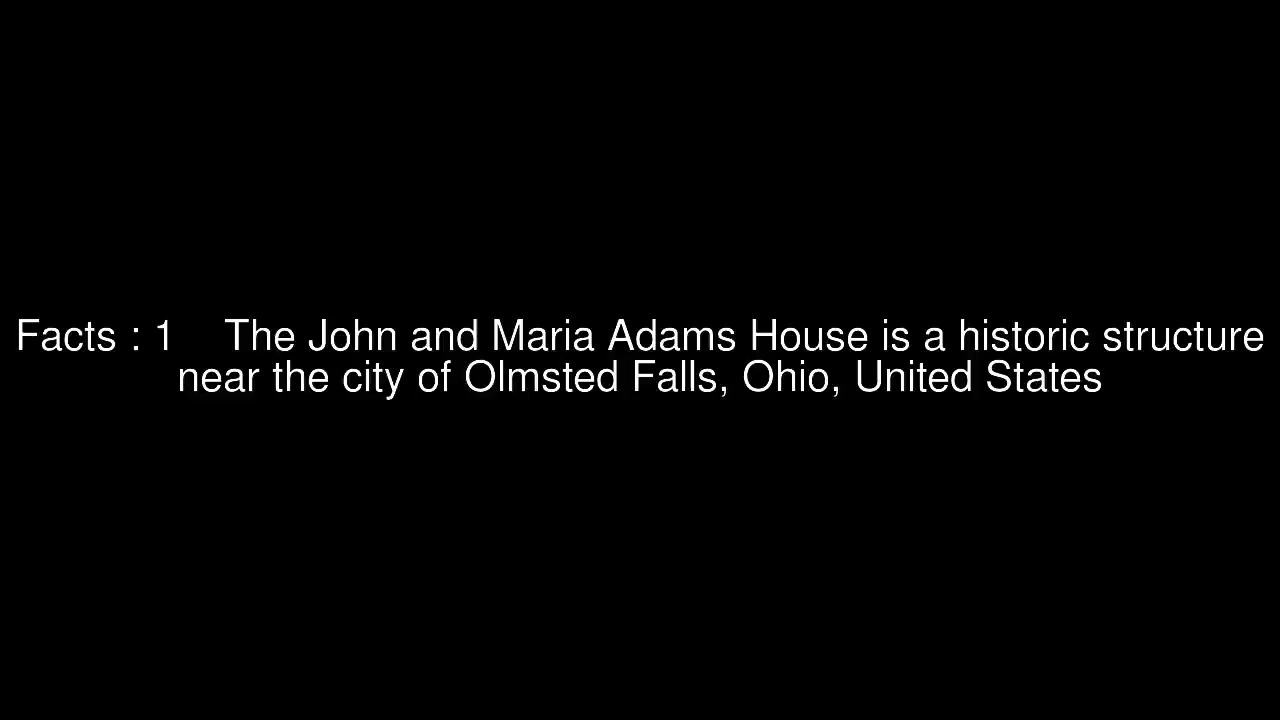 Facts : 1    The John and Maria Adams House is a historic structure
near the city of Olmsted Falls, Ohio, United States